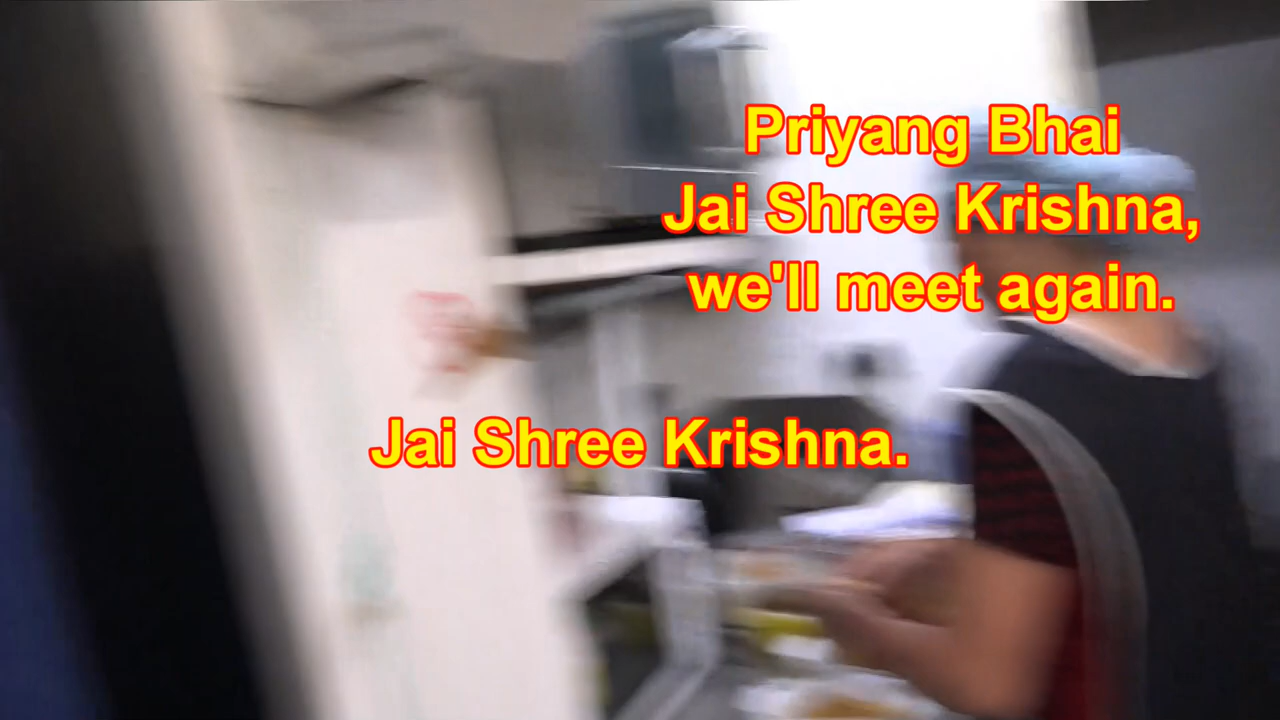 Priyang Bhai
Jai Shree Krishna,
we'll meet again.
Jai Shree Krishna.